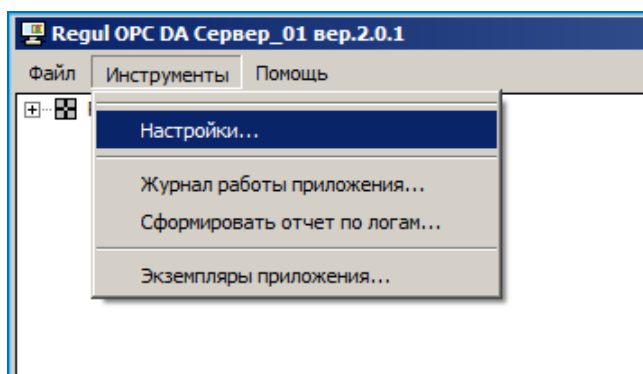 Regul OPC DA Сервер_01 вер.2.0.1
Файл Инструменты Помощь
Настройки...
Журнал работы приложения...
Сформировать отчет по логам...
Экземпляры приложения...